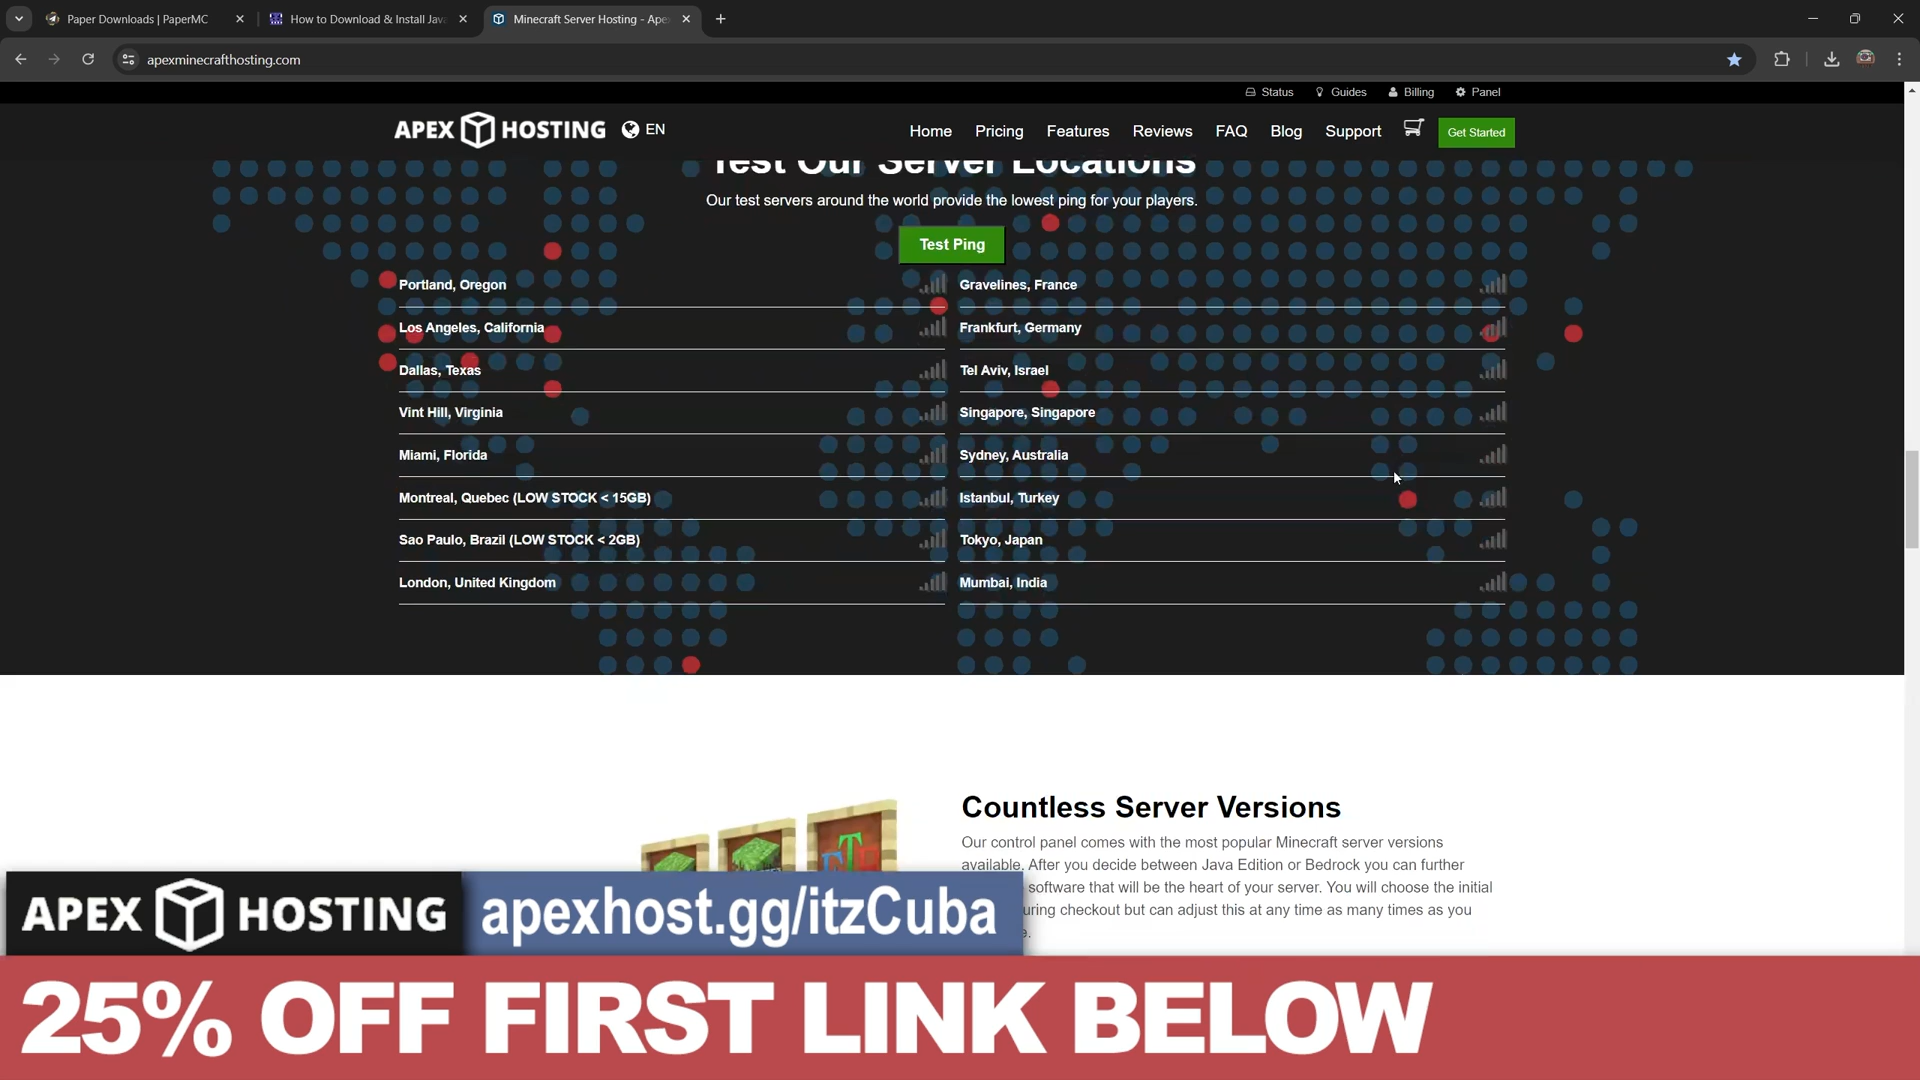 Paper Downloads | PaperMC
How to Download & Install Jav
Minecraft Server Hosting - Ape
apexminecrafthosting.com
Status
Guides
Billing
Panel
APEX HOSTING
EN
Home
Pricing
Features
Reviews
FAQ
Blog
Support
Get Started
Test Our Server Locations
Our test servers around the world provide the lowest ping for your players.
Test Ping
Portland, Oregon
Gravelines, France
Los Angeles, California
Frankfurt, Germany
Dallas, Texas
Tel Aviv, Israel
Vint Hill, Virginia
Singapore, Singapore
Miami, Florida
Sydney, Australia
Montreal, Quebec (LOW STOCK < 15GB)
Istanbul, Turkey
Sao Paulo, Brazil (LOW STOCK < 2GB)
Tokyo, Japan
London, United Kingdom
Mumbai, India
Countless Server Versions
Our control panel comes with the most popular Minecraft server versions
available. After you decide between Java Edition or Bedrock you can further
software that will be the heart of your server. You will choose the initial
uring checkout but can adjust this at any time as many times as you
APEX HOSTING
apexhost.gg/itzCuba
25% OFF FIRST LINK BELOW